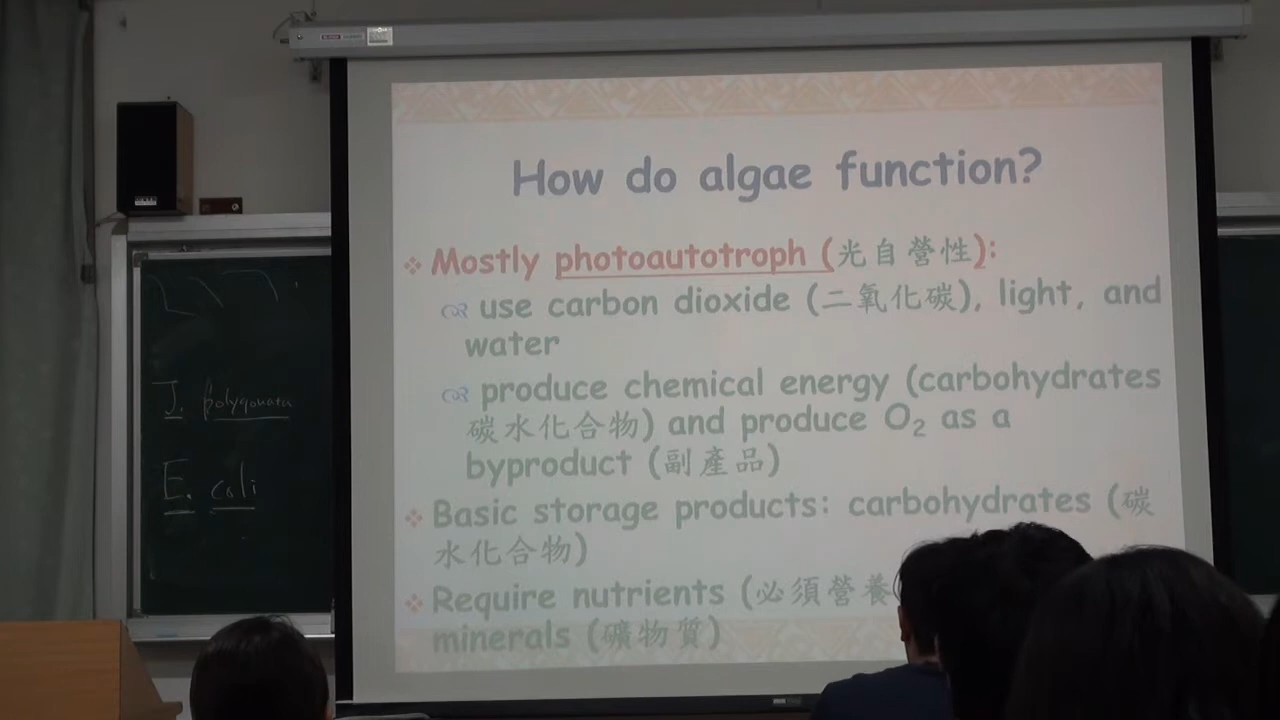 How do algae function?
Mostly photoautotroph (光自營性):
use carbon dioxide (二氧化碳), light, and
water
produce chemical energy (carbohydrates
碳水化合物) and produce O₂ as a
byproduct (副產品)
Basic storage products: carbohydrates (碳
水化合物)
Require nutrients (必須營養
minerals (礦物質)
J. polygonata
E. coli